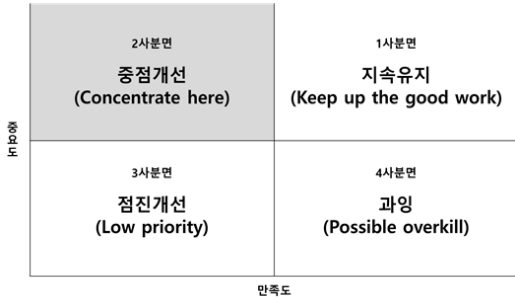 2사분면
중점개선
(Concentrate here)
1사분면
지속유지
(Keep up the good work)
중요도
3사분면
점진개선
(Low priority)
4사분면
과잉
(Possible overkill)
만족도